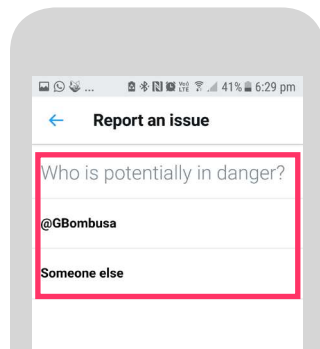 ... 41% 6:29 pm
Report an issue
Who is potentially in danger?
@GBombusa
Someone else